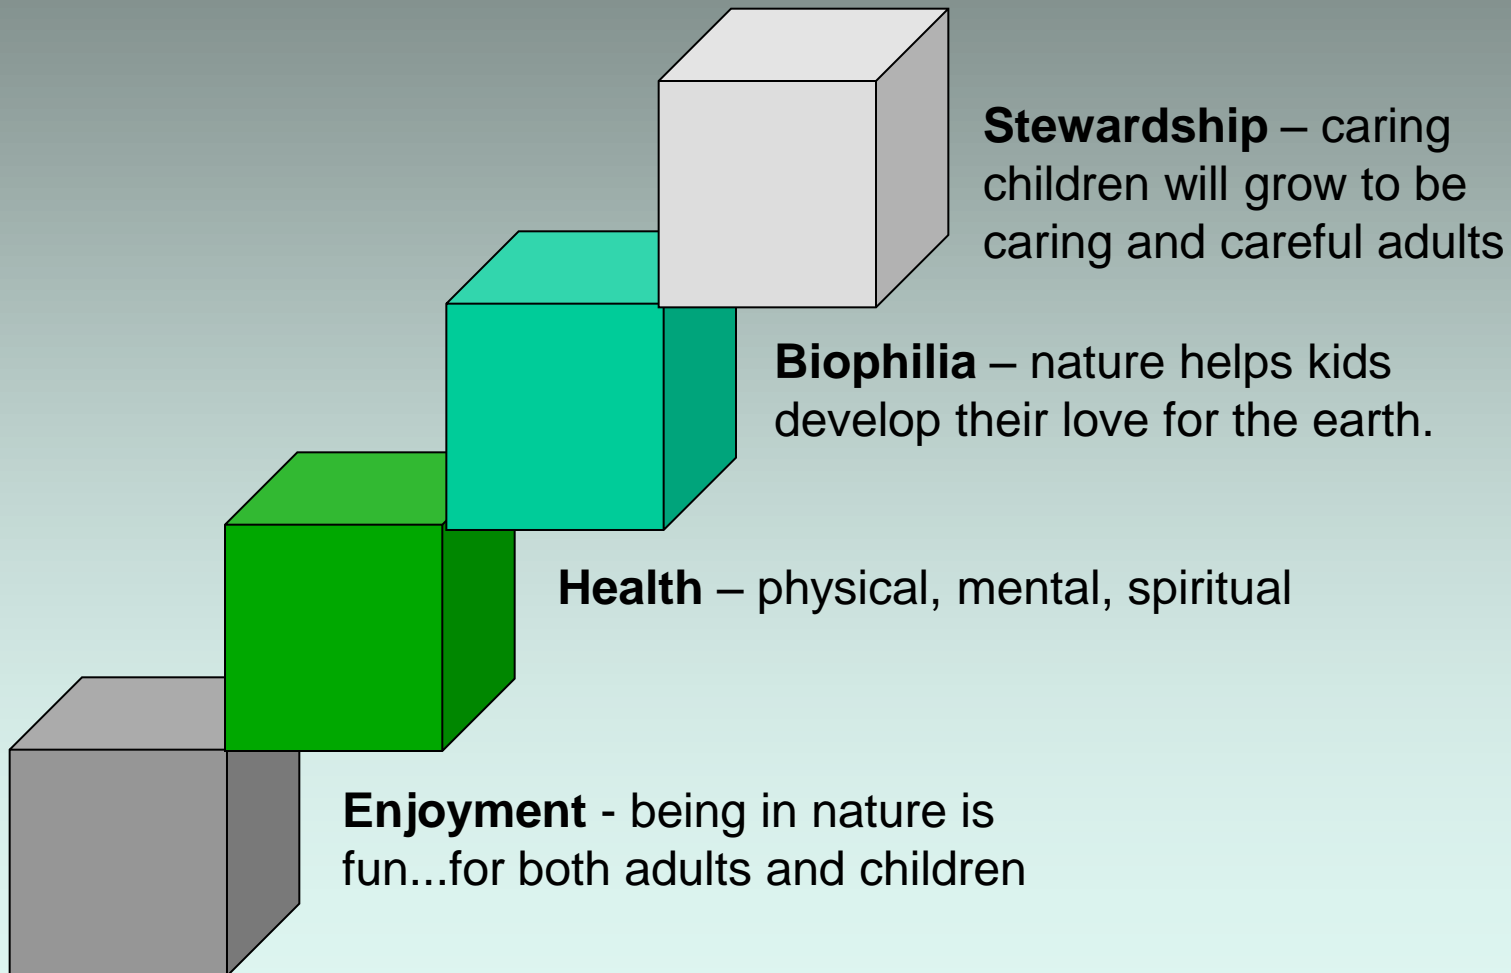 Stewardship – caring
children will grow to be
caring and careful adults
Biophilia – nature helps kids
develop their love for the earth.
Health – physical, mental, spiritual
Enjoyment - being in nature is
fun...for both adults and children